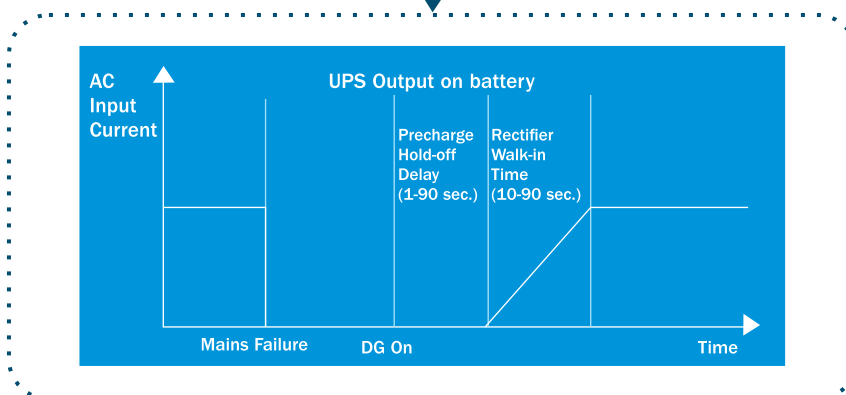 AC
Input
Current
UPS Output on battery
Precharge
Hold-off
Delay
(1-90 sec.)
Rectifier
Walk-in
Time
(10-90 sec.)
Mains Failure
DG On
Time